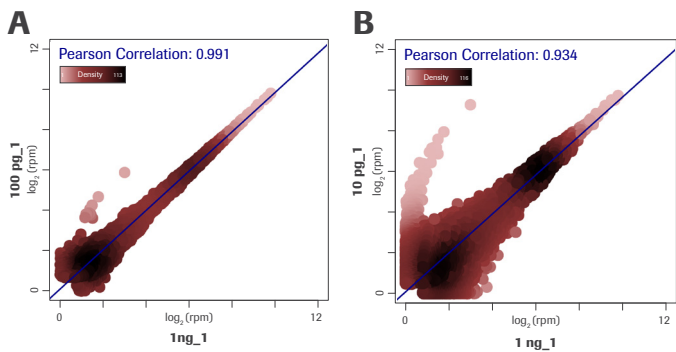 A
12
Pearson Correlation: 0.991
Density 113
100 pg_1
log2(rpm)
0
0 log2(rpm) 12
1ng_1
B
12
Pearson Correlation: 0.934
Density 116
10 pg_1
log2(rpm)
0
0 log2(rpm) 12
1 ng_1